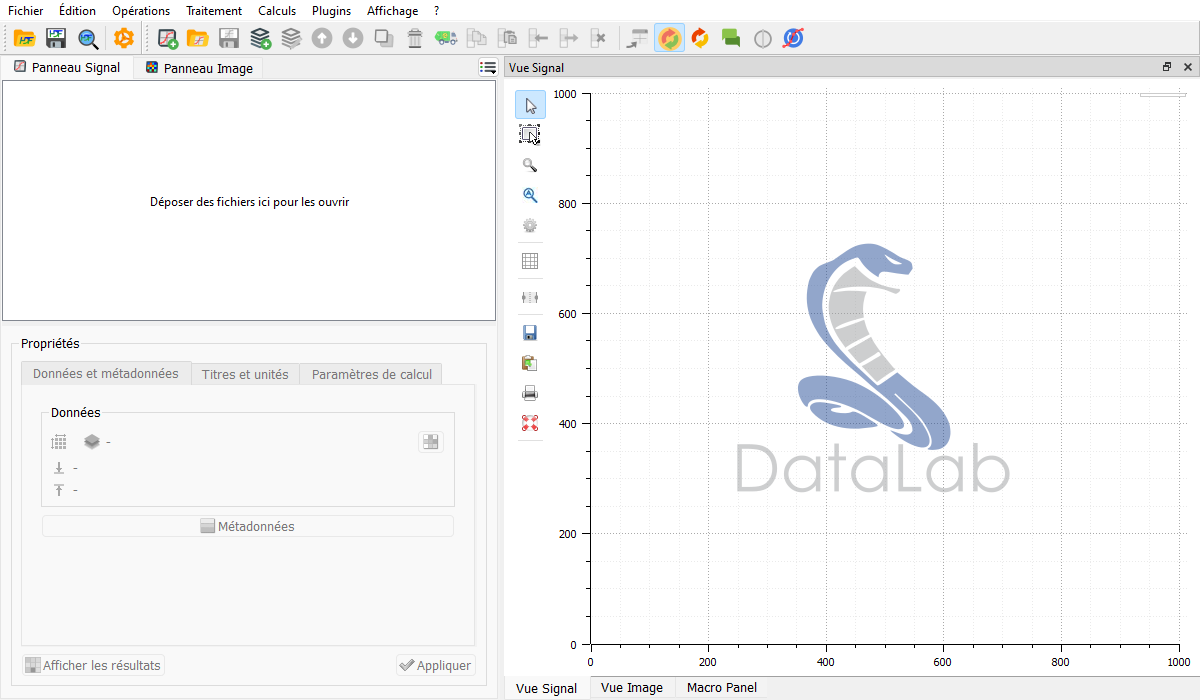 Fichier Édition Opérations Traitement Calculs Plugins Affichage ?
Panneau Signal Panneau Image
Déposer des fichiers ici pour les ouvrir
Propriétés
Données et métadonnées Titres et unités Paramètres de calcul
Données
-
-
-
Métadonnées
Afficher les résultats Appliquer
Vue Signal
1000
800
600
400
200
0
0 200 400 600 800 1000
DataLab
Vue Signal Vue Image Macro Panel